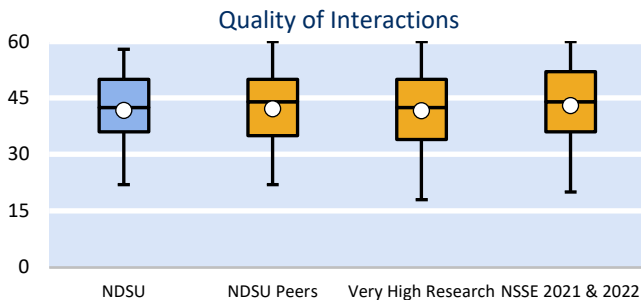 Quality of Interactions
60
45
30
15
0
NDSU
NDSU Peers
Very High Research
NSSE 2021 & 2022